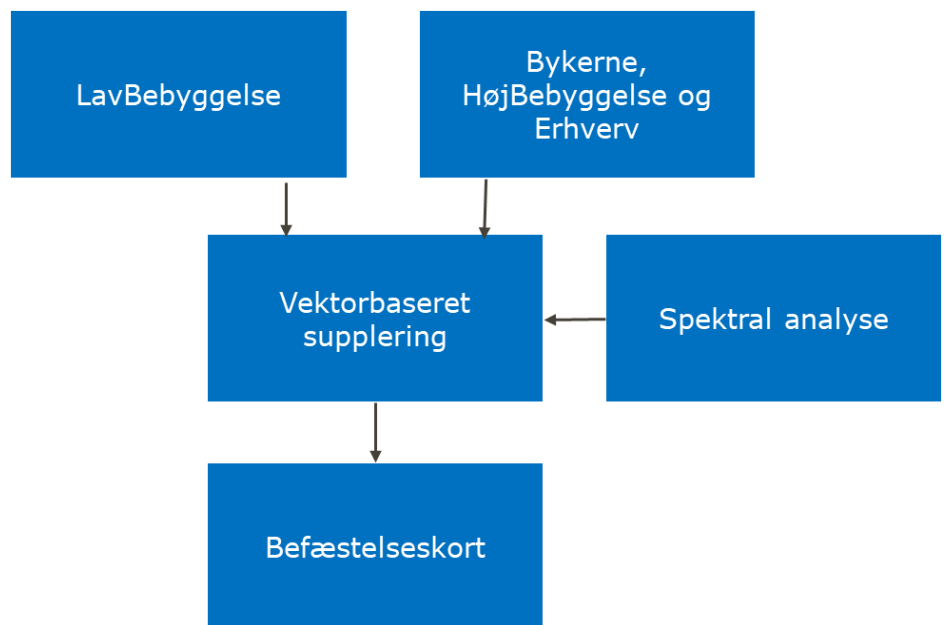 LavBebyggelse
Bykerne,
HøjBebyggelse og
Erhverv
Vektorbaseret
supplering
Spektral analyse
Befæstelseskort